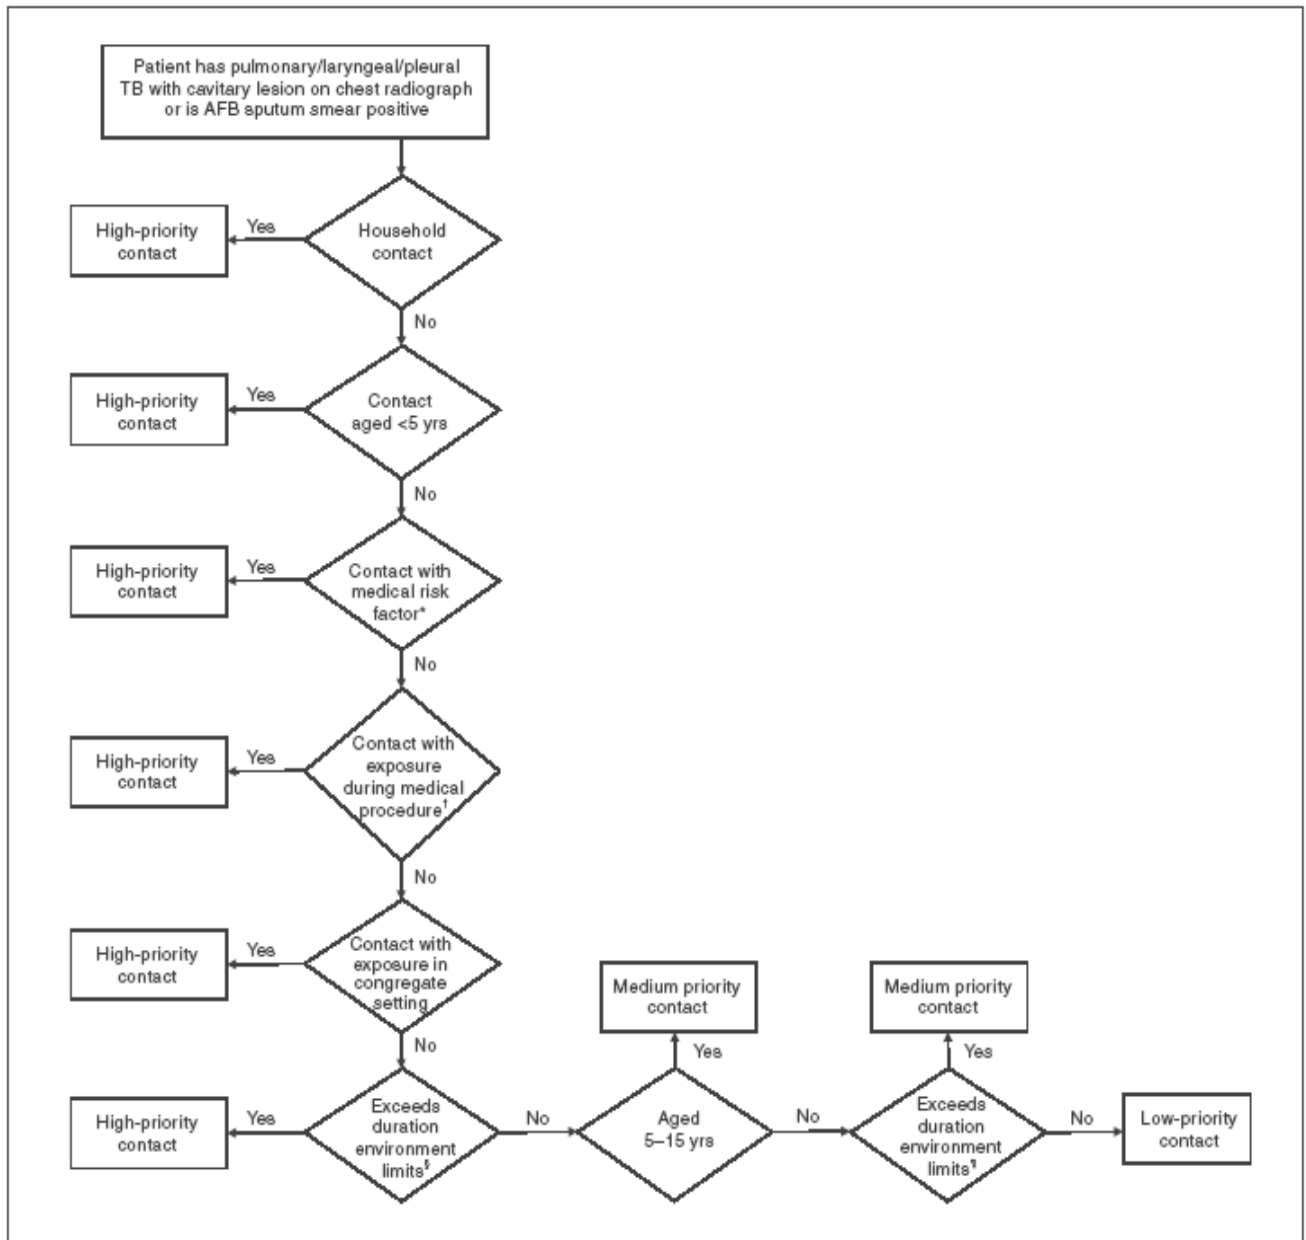 Patient has pulmonary/laryngeal/pleural
TB with cavitary lesion on chest radiograph
or is AFB sputum smear positive
High-priority
contact
Yes
Household
contact
No
High-priority
contact
Yes
Contact
aged <5 yrs
No
High-priority
contact
Yes
Contact with
medical risk
factor*
No
High-priority
contact
Yes
Contact with
exposure
during medical
procedure†
No
High-priority
contact
Yes
Contact with
exposure in
congregate
setting
No
Medium priority
contact
Yes
Medium priority
contact
Yes
High-priority
contact
Yes
Exceeds
duration
environment
limits§
No
Aged
5–15 yrs
No
Exceeds
duration
environment
limits¶
No
Low-priority
contact